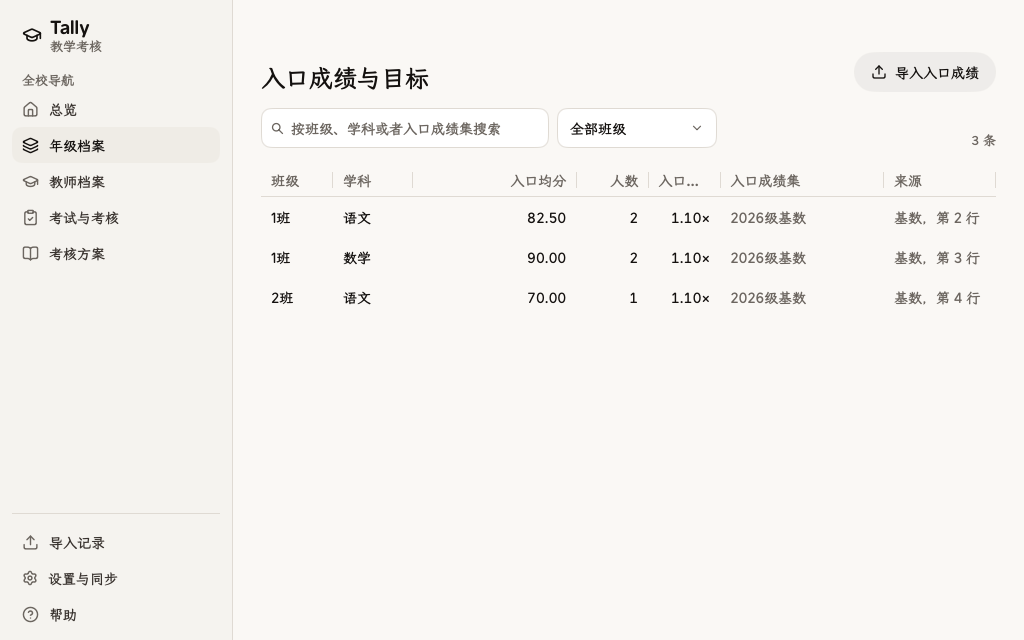 Tally
教学考核
全校导航
总览
年级档案
教师档案
考试与考核
考核方案
导入记录
设置与同步
帮助
入口成绩与目标
导入入口成绩
按班级、学科或者入口成绩集搜索
全部班级
3 条
班级 学科 入口均分 人数 入口... 入口成绩集 来源
1班 语文 82.50 2 1.10× 2026级基数 基数，第 2 行
1班 数学 90.00 2 1.10× 2026级基数 基数，第 3 行
2班 语文 70.00 1 1.10× 2026级基数 基数，第 4 行